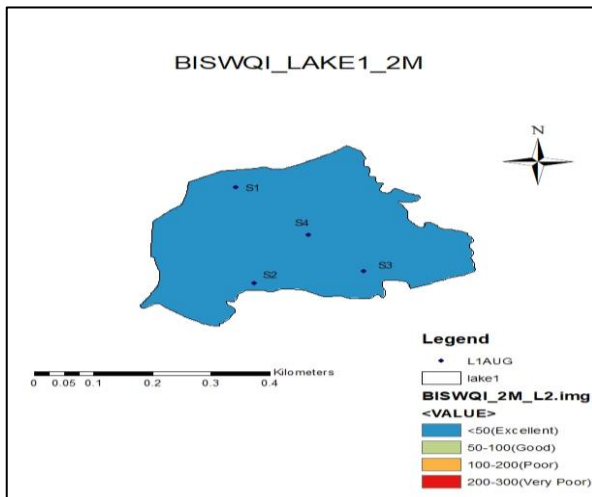 BISWQI_LAKE1_2M
N
S1
S4
S3
S2
Legend
L1AUG
lake1
BISWQI_2M_L2.img
<VALUE>
<50(Excellent)
50-100(Good)
100-200(Poor)
200-300(Very Poor)
Kilometers
0 0.05 0.1 0.2 0.3 0.4